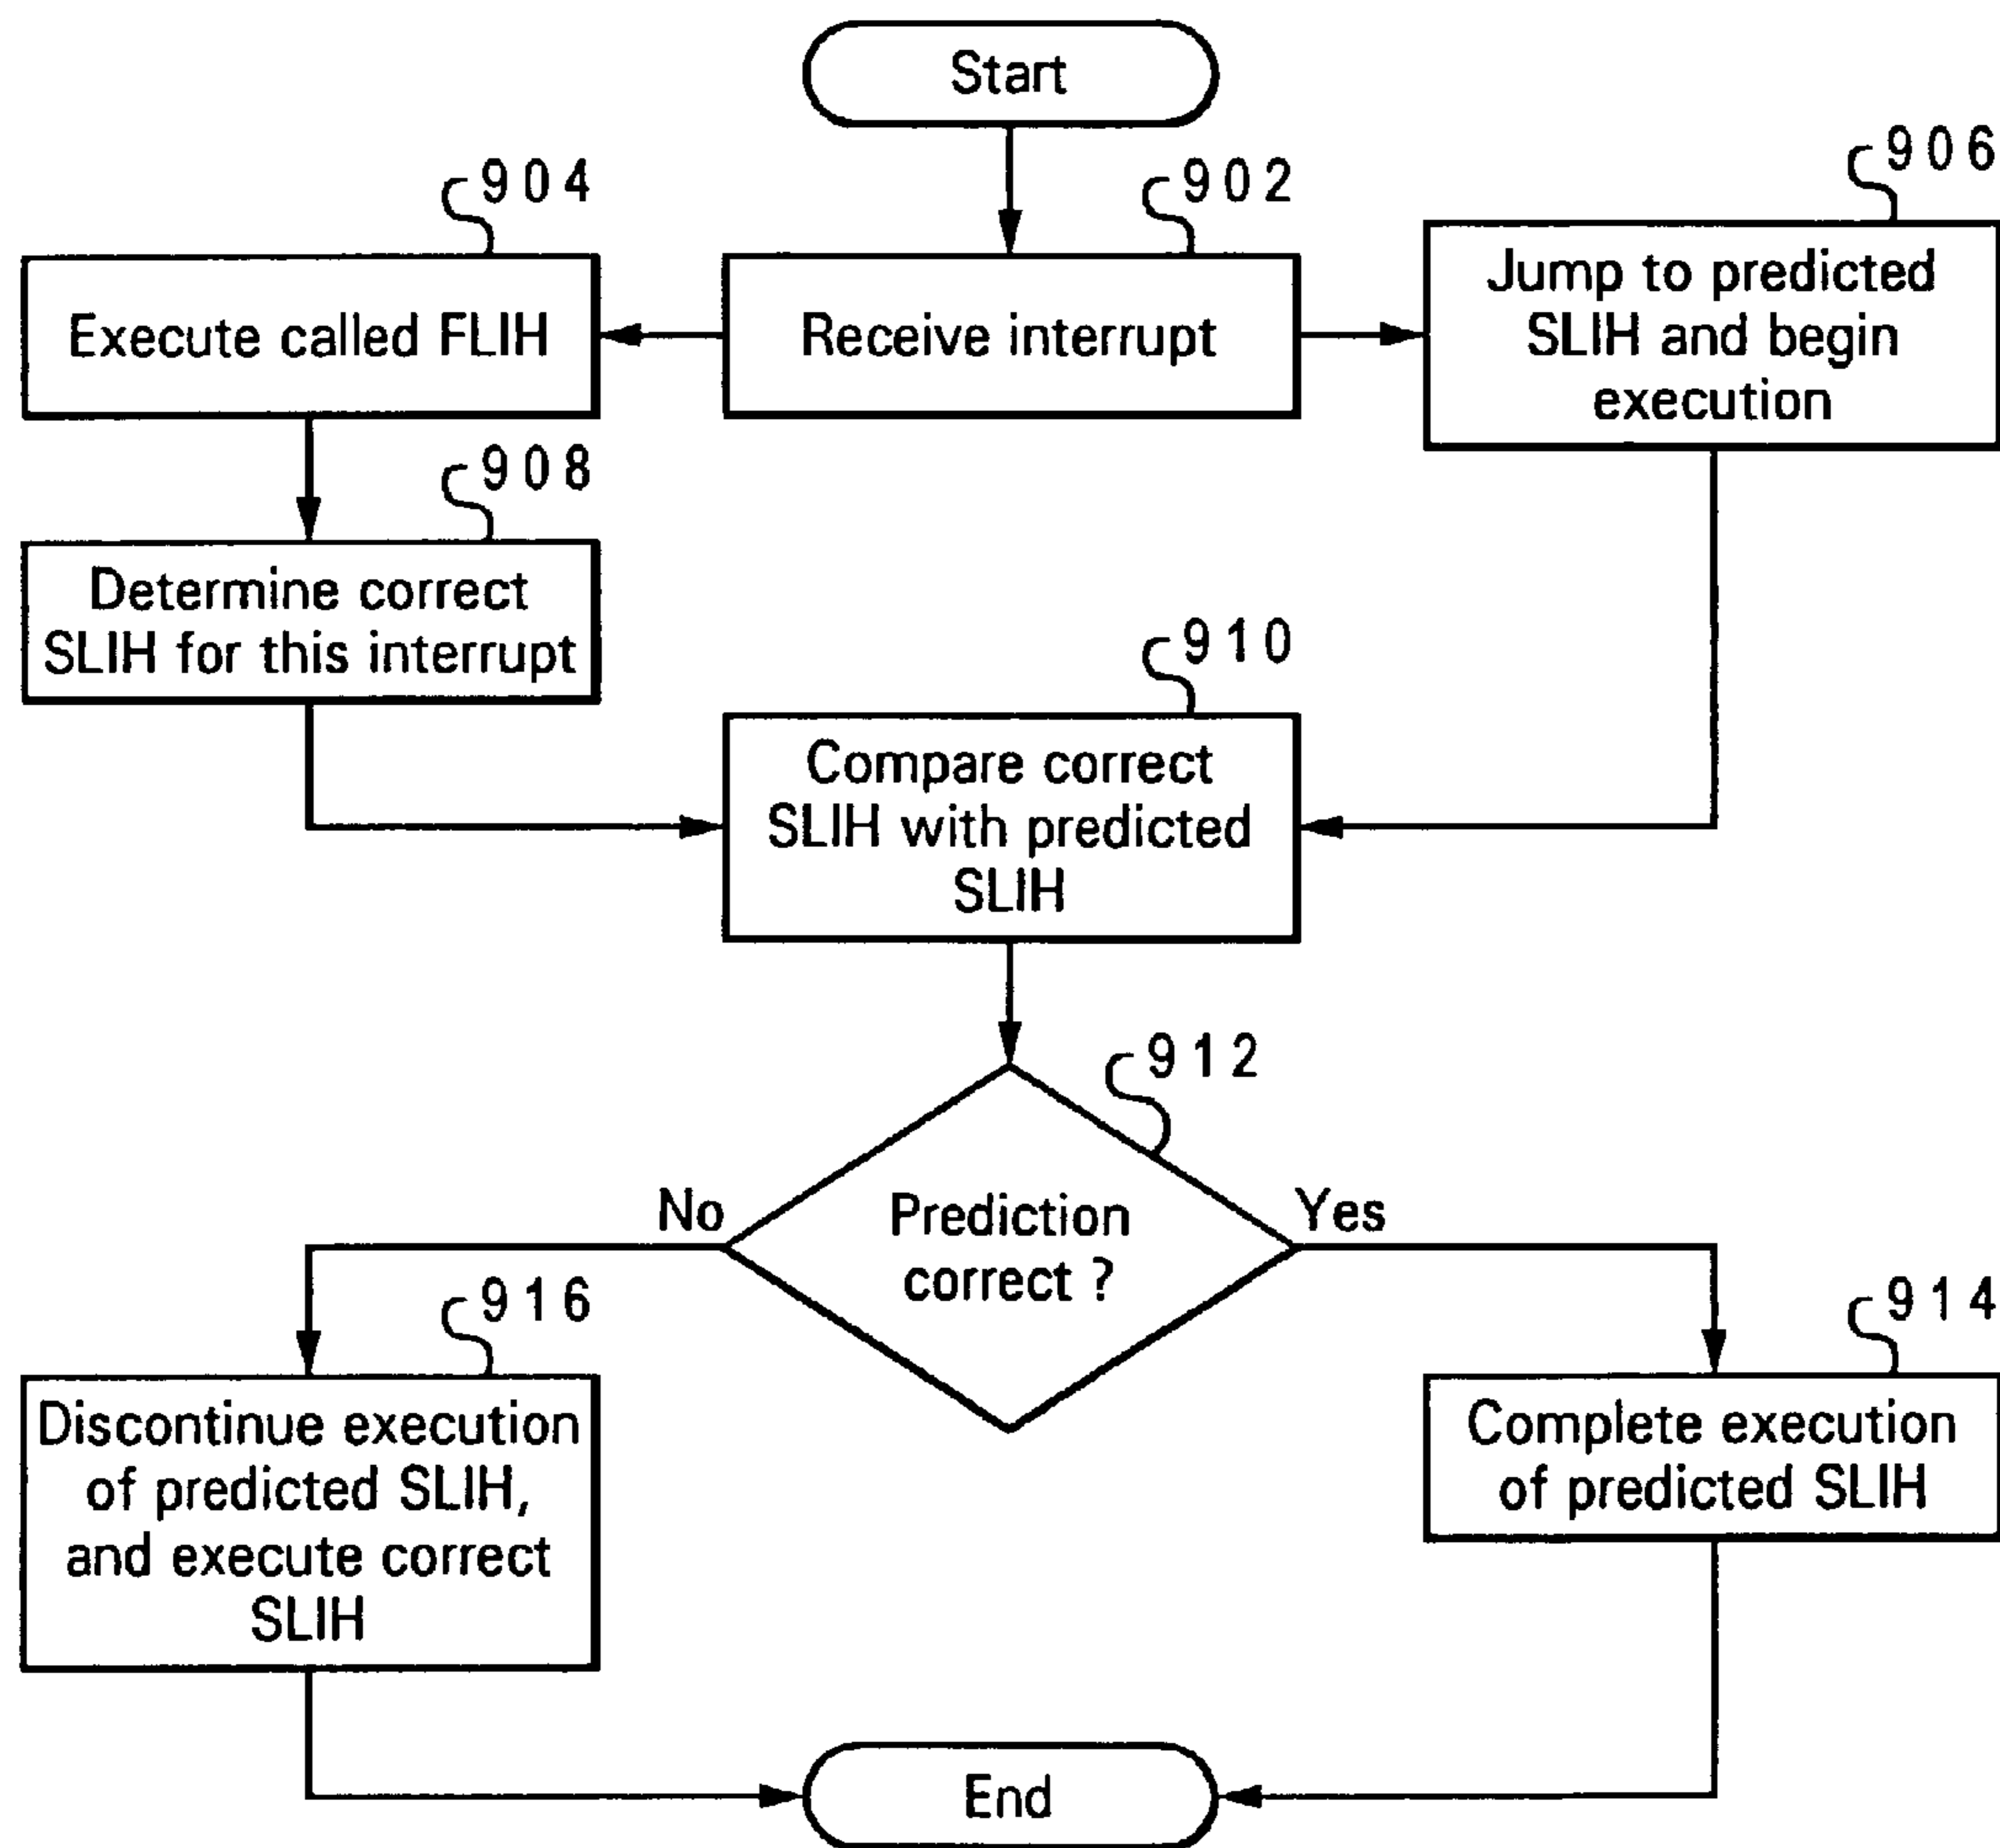 Start
904
902
906
Execute called FLIH
Receive interrupt
Jump to predicted
SLIH and begin
execution
908
Determine correct
SLIH for this interrupt
910
Compare correct
SLIH with predicted
SLIH
912
Prediction
correct ?
No
Yes
916
914
Discontinue execution
of predicted SLIH,
and execute correct
SLIH
Complete execution
of predicted SLIH
End